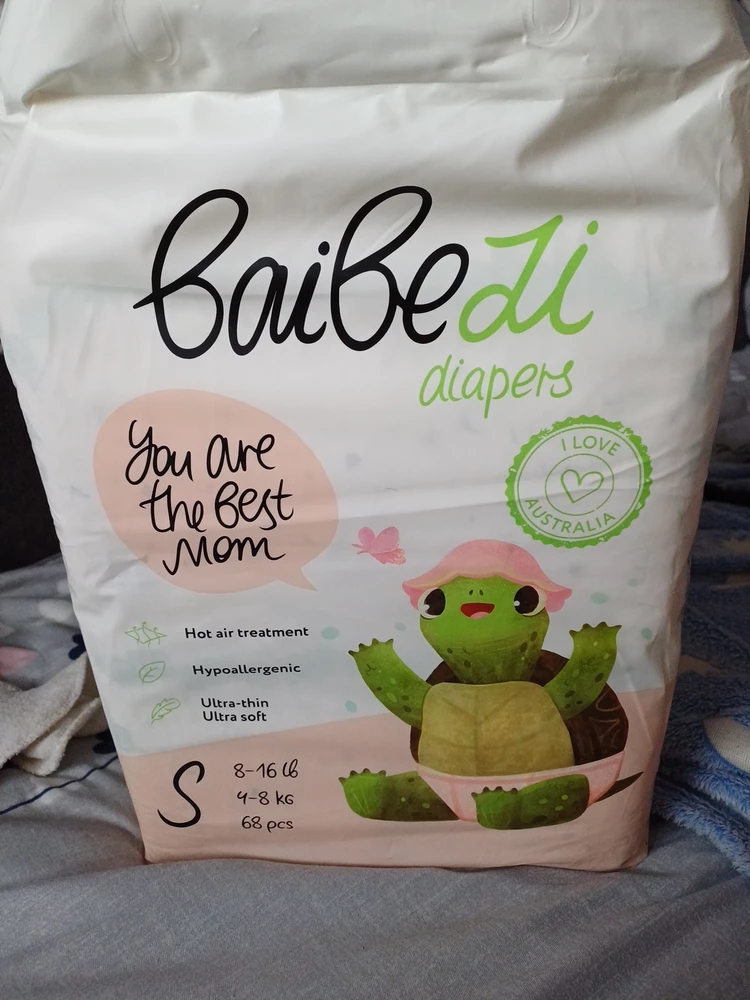 baibeZi
diapers
you are
the best
mom
I LOVE
AUSTRALIA
Hot air treatment
Hypoallergenic
Ultra-thin
Ultra soft
S
8-16 lb
4-8 kg
68 pcs